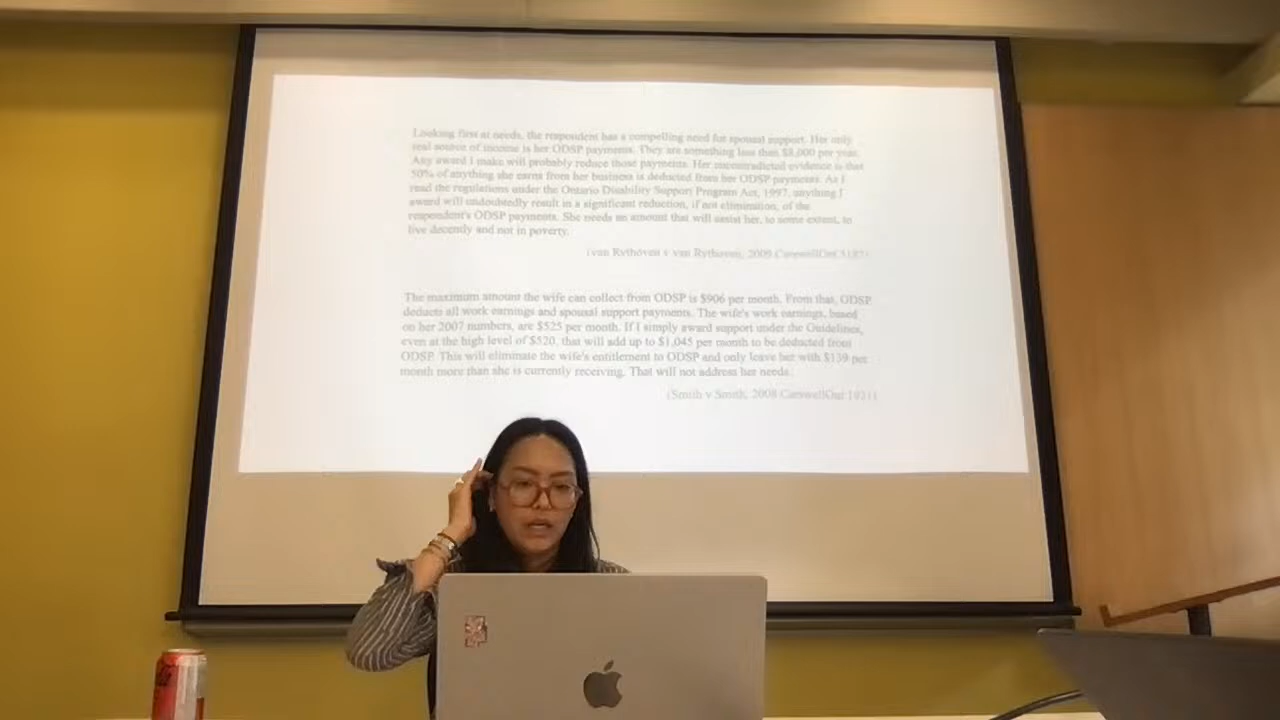 Looking first at needs, the respondent has a compelling need for spousal support. Her only
real source of income is her ODSP payments. They are something less than $8,000 per year.
Any award I make will probably reduce those payments. Her uncontradicted evidence is that
50% of anything she earns from her business is deducted from her ODSP payments. As I
read the regulations under the Ontario Disability Support Program Act, 1997, anything I
award will undoubtedly result in a significant reduction, if not elimination, of the
respondent's ODSP payments. She needs an amount that will assist her, to some extent, to
live decently and not in poverty.
(van Rythoven v van Rythoven, 2009 CarswellOnt
The maximum amount the wife can collect from ODSP is $906 per month. From that, ODSP
deducts all work earnings and spousal support payments. The wife's work earnings, based
on her 2007 numbers, are $525 per month. If I simply award support under the Guidelines,
even at the high level of $520, that will add up to $1,045 per month to be deducted from
ODSP. This will eliminate the wife's entitlement to ODSP and only leave her with $139 per
month more than she is currently receiving. That will not address her needs.
(Smith v Smith, 2008 CarswellOnt